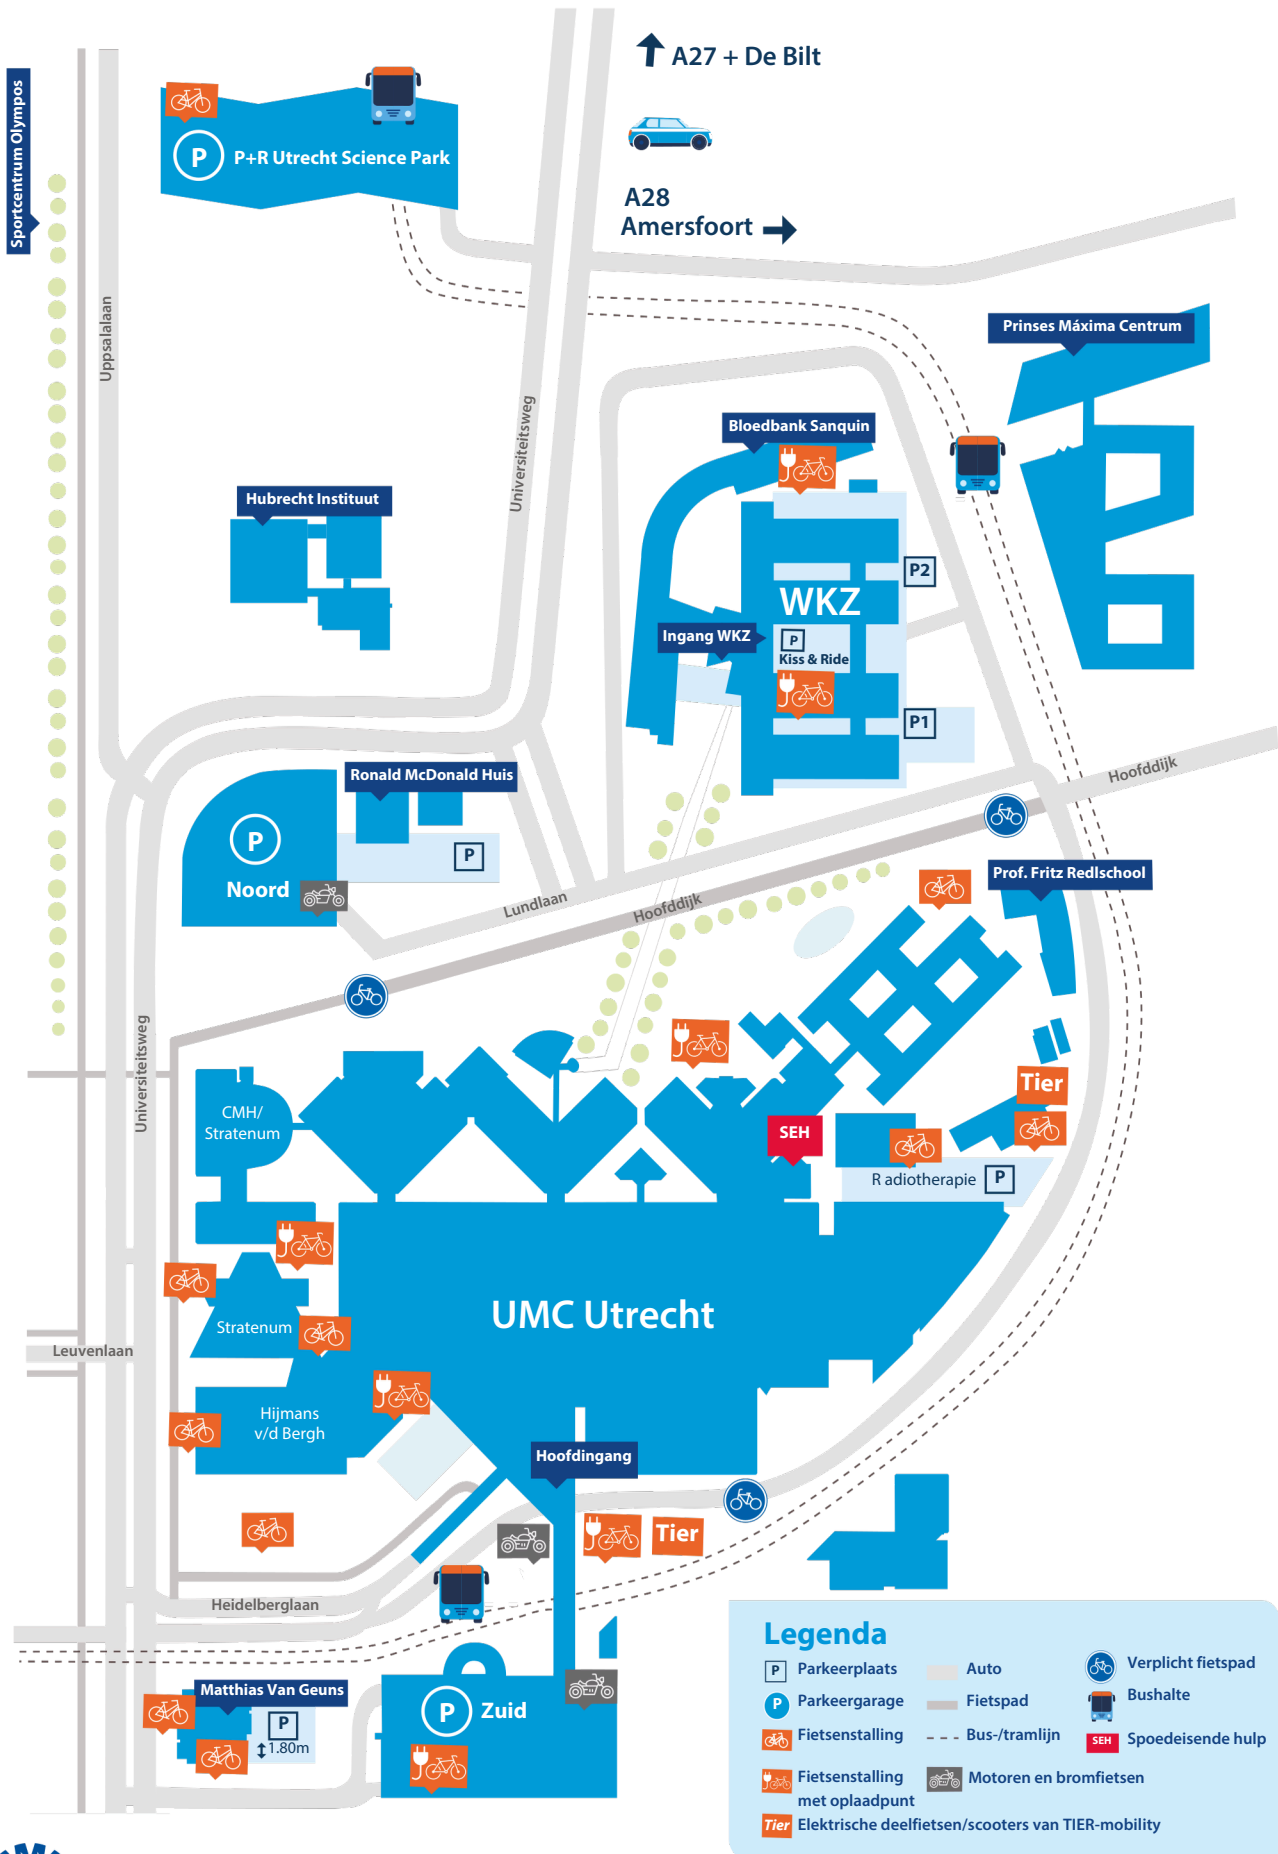 A27 + De Bilt
Sportcentrum Olympos
P
P+R Utrecht Science Park
A28
Amersfoort
Uppsalalaan
Prinses Máxima Centrum
Universiteitsweg
Bloedbank Sanquin
Hubrecht Instituut
P2
WKZ
Ingang WKZ
P
Kiss & Ride
P1
Hoofddijk
Ronald McDonald Huis
P
P
Noord
Lundlaan
Hoofddijk
Prof. Fritz Redlschool
Universiteitsweg
CMH/
Stratenum
Tier
SEH
R adiotherapie
P
UMC Utrecht
Stratenum
Leuvenlaan
Hijmans
v/d Bergh
Hoofdingang
Tier
Heidelberglaan
Matthias Van Geuns
P
1.80m
P
Zuid
Legenda
P
Parkeerplaats
Auto
Verplicht fietspad
P
Parkeergarage
Fietspad
Bushalte
Fietsenstalling
Bus-/tramlijn
SEH
Spoedeisende hulp
Fietsenstalling
met oplaadpunt
Motoren en bromfietsen
Tier
Elektrische deelfietsen/scooters van TIER-mobility